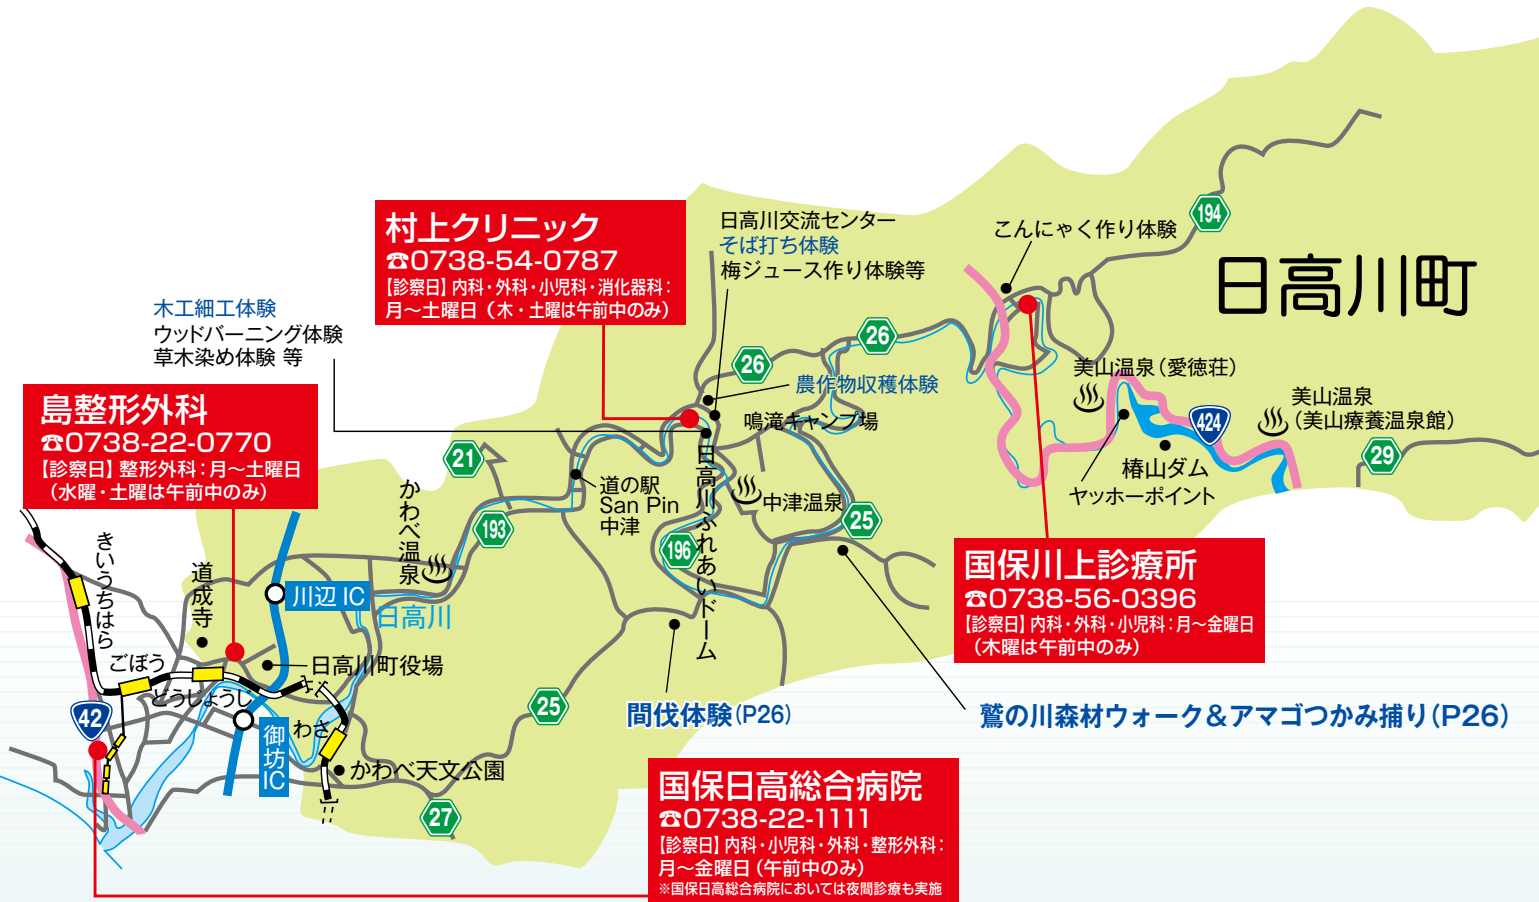 村上クリニック
☎0738-54-0787
【診察日】内科・外科・小児科・消化器科：
月～土曜日（木・土曜は午前中のみ）
日高川交流センター
そば打ち体験
梅ジュース作り体験等
こんにゃく作り体験
194
日高川町
木工細工体験
ウッドバーニング体験
草木染め体験 等
26
26
農作物収穫体験
鳴滝キャンプ場
美山温泉（愛徳荘）
美山温泉
（美山療養温泉館）
424
29
椿山ダム
ヤッホーポイント
島整形外科
☎0738-22-0770
【診察日】整形外科：月～土曜日
（水曜・土曜は午前中のみ）
21
かわべ温泉
193
道の駅
San Pin
中津
日高川ふれあいドーム
中津温泉
25
196
国保川上診療所
☎0738-56-0396
【診察日】内科・外科・小児科：月～金曜日
（木曜は午前中のみ）
きいうちはら
道成寺
川辺 IC
日高川
ごぼう
日高川町役場
どうじょうじ
42
御坊IC
わさ
かわべ天文公園
25
27
間伐体験(P26)
鷲の川森材ウォーク＆アマゴつかみ捕り(P26)
国保日高総合病院
☎0738-22-1111
【診察日】内科・小児科・外科・整形外科：
月～金曜日（午前中のみ）
※国保日高総合病院においては夜間診療も実施